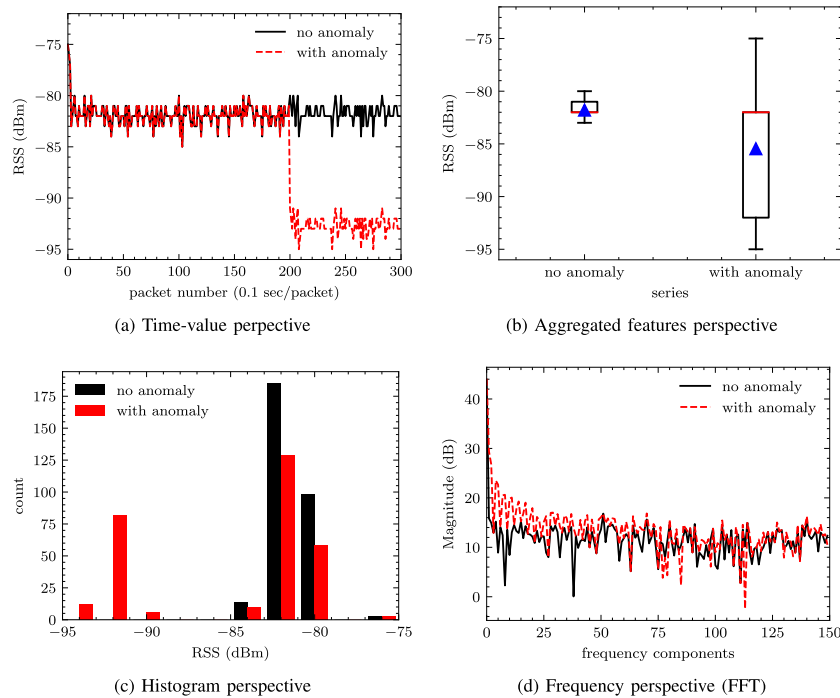 no anomaly
with anomaly
−75
−80
−85
−90
−95
RSS (dBm)
0
50
100
150
200
250
300
packet number (0.1 sec/packet)
(a) Time-value perpective
−75
−80
−85
−90
−95
RSS (dBm)
no anomaly
with anomaly
series
(b) Aggregated features perspective
no anomaly
with anomaly
175
150
125
100
75
50
25
0
count
−95
−90
−85
−80
−75
RSS (dBm)
(c) Histogram perspective
no anomaly
with anomaly
40
30
20
10
0
Magnitude (dB)
0
25
50
75
100
125
150
frequency components
(d) Frequency perspective (FFT)